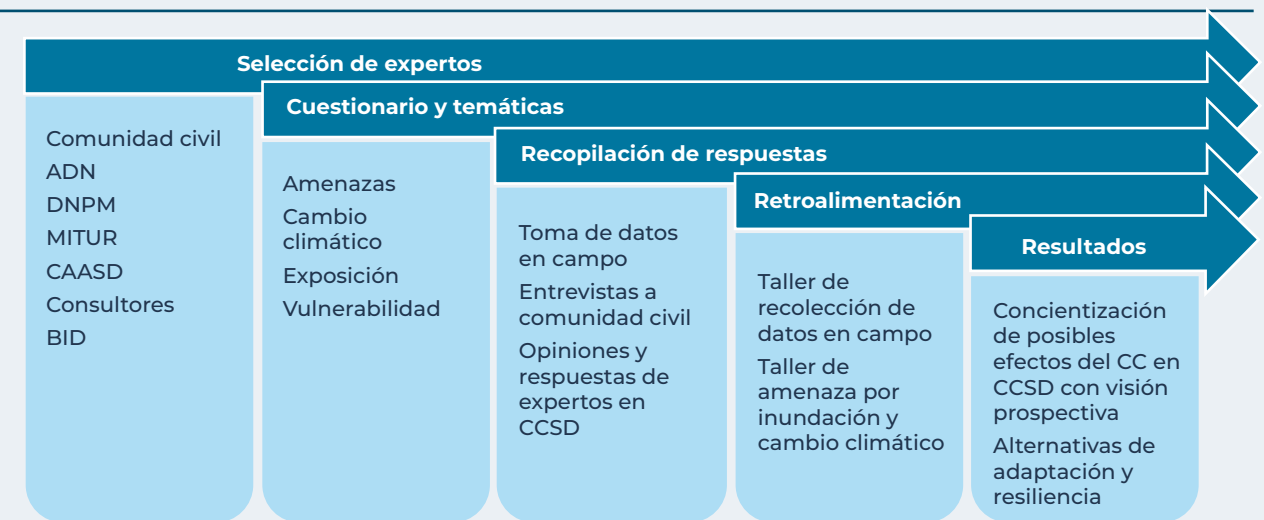 Selección de expertos
Comunidad civil
ADN
DNPM
MITUR
CAASD
Consultores
BID
Cuestionario y temáticas
Amenazas
Cambio
climático
Exposición
Vulnerabilidad
Recopilación de respuestas
Toma de datos
en campo
Entrevistas a
comunidad civil
Opiniones y
respuestas de
expertos en
CCSD
Retroalimentación
Taller de
recolección de
datos en campo
Taller de
amenaza por
inundación y
cambio climático
Resultados
Concientización
de posibles
efectos del CC en
CCSD con visión
prospectiva
Alternativas de
adaptación y
resiliencia